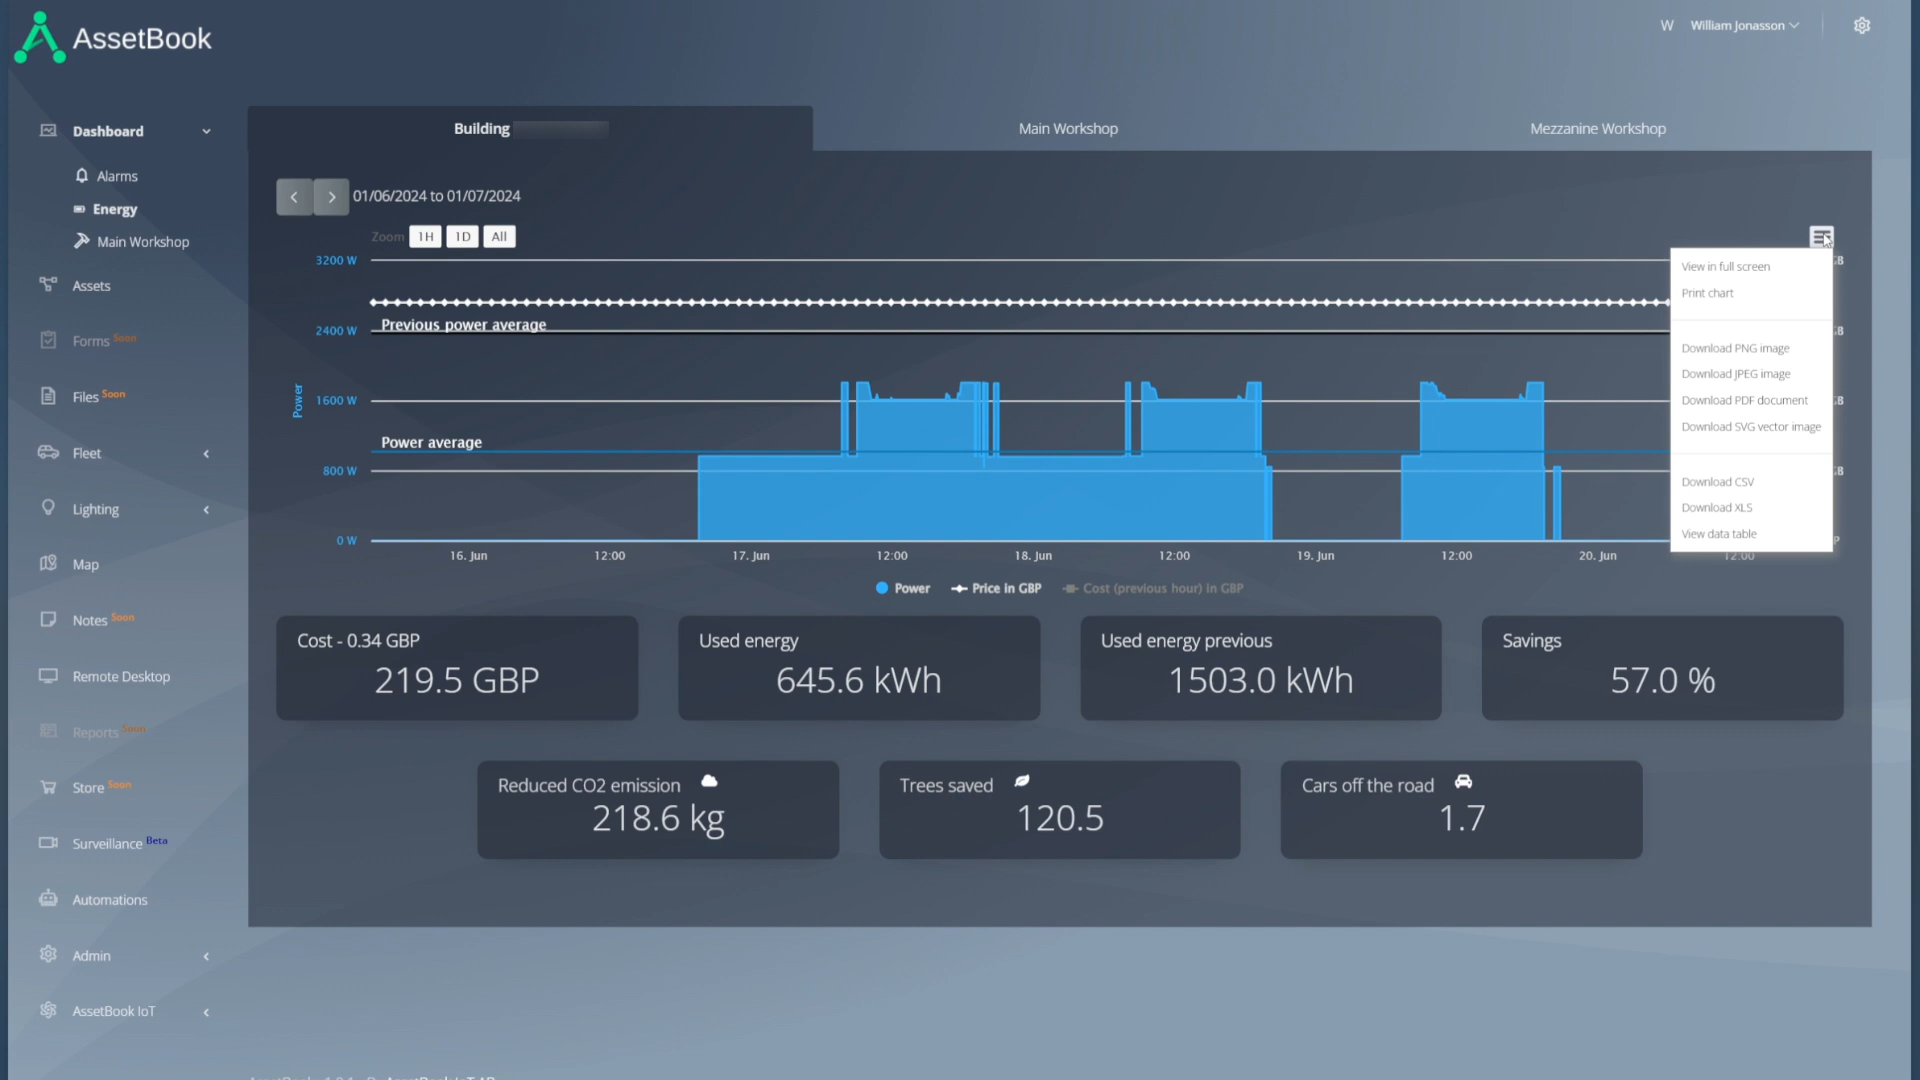 AssetBook
W William Jonasson
Dashboard
Alarms
Energy
Main Workshop
Assets
Forms Soon
Files Soon
Fleet
Lighting
Map
Notes Soon
Remote Desktop
Reports Soon
Store Soon
Surveillance Beta
Automations
Admin
AssetBook IoT
Building
Main Workshop
Mezzanine Workshop
01/06/2024 to 01/07/2024
Zoom 1H 1D All
3200 W
2400 W
1600 W
800 W
0 W
Power
Previous power average
Power average
16. Jun 12:00 17. Jun 12:00 18. Jun 12:00 19. Jun 12:00 20. Jun 12:00
Power Price in GBP Cost (previous hour) in GBP
View in full screen
Print chart
Download PNG image
Download JPEG image
Download PDF document
Download SVG vector image
Download CSV
Download XLS
View data table
Cost - 0.34 GBP
219.5 GBP
Used energy
645.6 kWh
Used energy previous
1503.0 kWh
Savings
57.0 %
Reduced CO2 emission
218.6 kg
Trees saved
120.5
Cars off the road
1.7